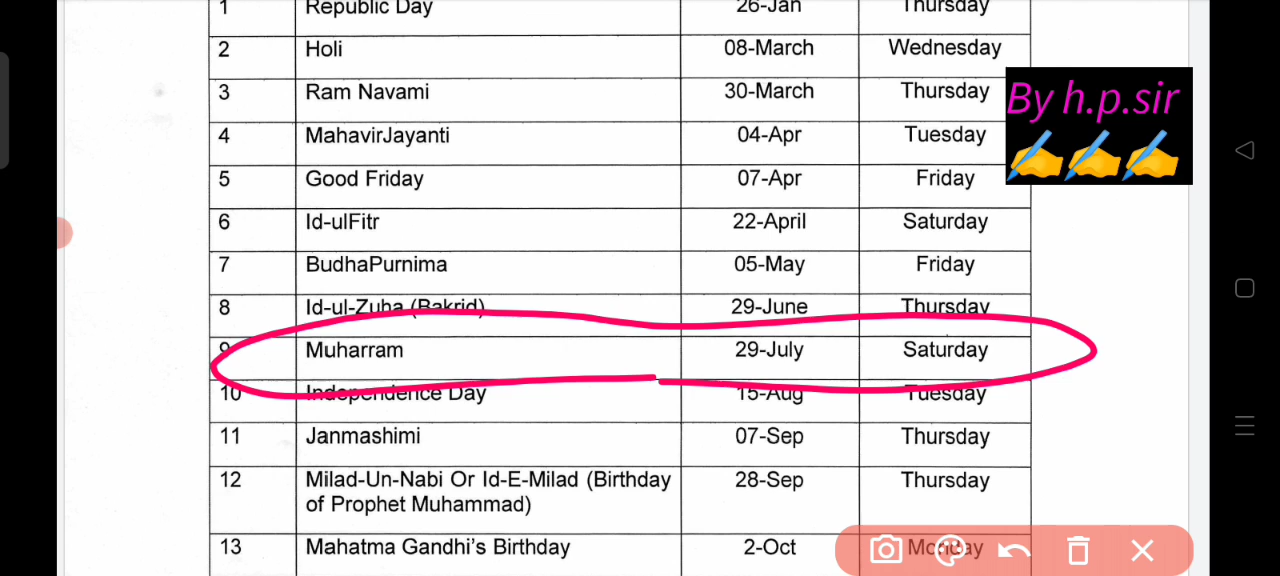 1 Republic Day 26-Jan Thursday
2 Holi 08-March Wednesday
3 Ram Navami 30-March Thursday
4 MahavirJayanti 04-Apr Tuesday
5 Good Friday 07-Apr Friday
6 Id-ulFitr 22-April Saturday
7 BudhaPurnima 05-May Friday
8 Id-ul-Zuha (Bakrid) 29-June Thursday
9 Muharram 29-July Saturday
10 Independence Day 15-Aug Tuesday
11 Janmashimi 07-Sep Thursday
12 Milad-Un-Nabi Or Id-E-Milad (Birthday 28-Sep Thursday
of Prophet Muhammad)
13 Mahatma Gandhi's Birthday 2-Oct Monday
By h.p.sir